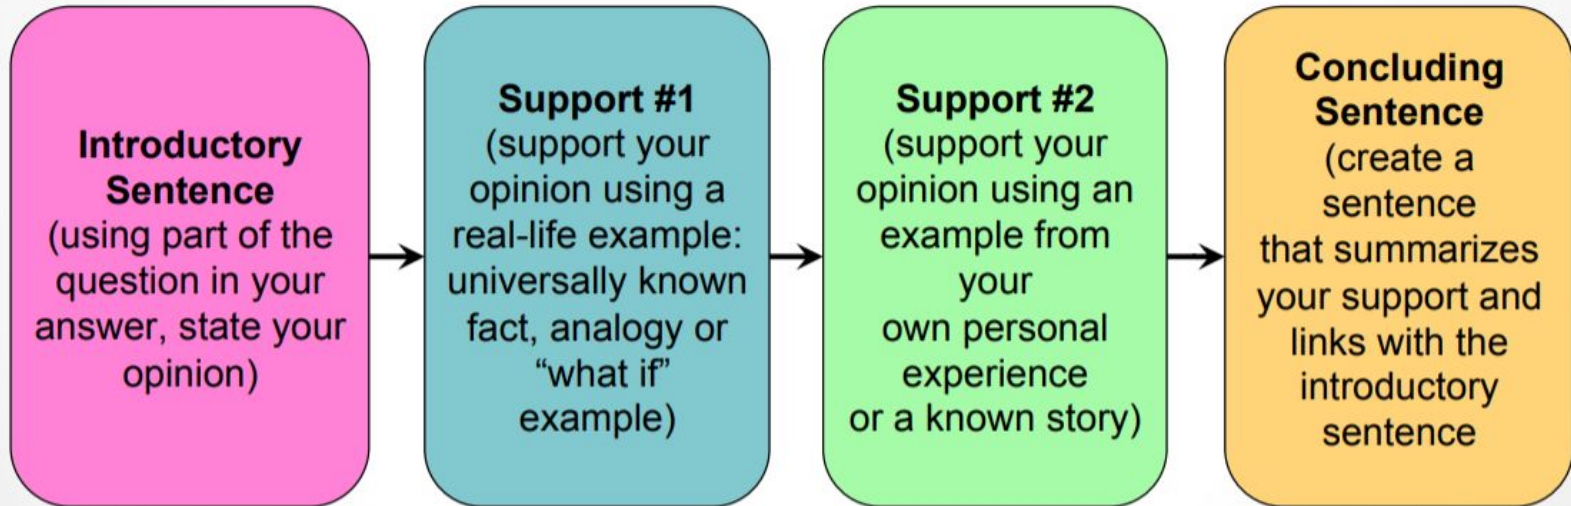 Introductory
Sentence
(using part of the
question in your
answer, state your
opinion)
Support #1
(support your
opinion using a
real-life example:
universally known
fact, analogy or
“what if”
example)
Support #2
(support your
opinion using an
example from
your
own personal
experience
or a known story)
Concluding
Sentence
(create a
sentence
that summarizes
your support and
links with the
introductory
sentence